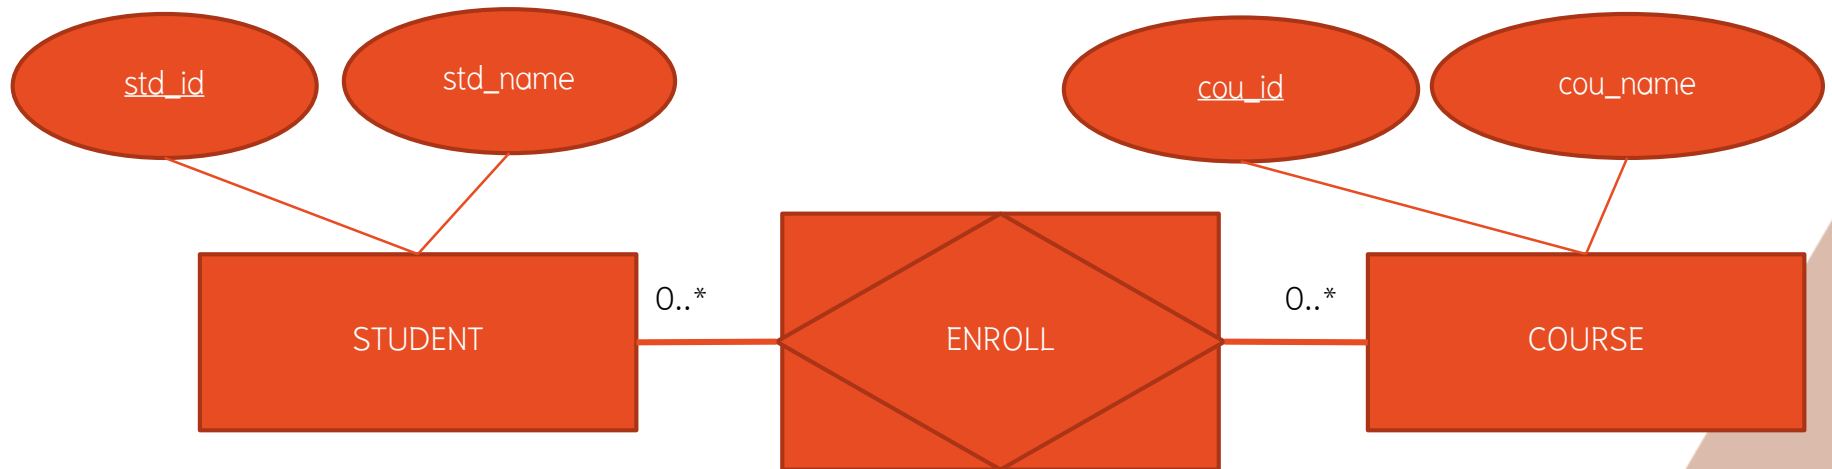 std_id
std_name
cou_id
cou_name
0..*
0..*
STUDENT
ENROLL
COURSE